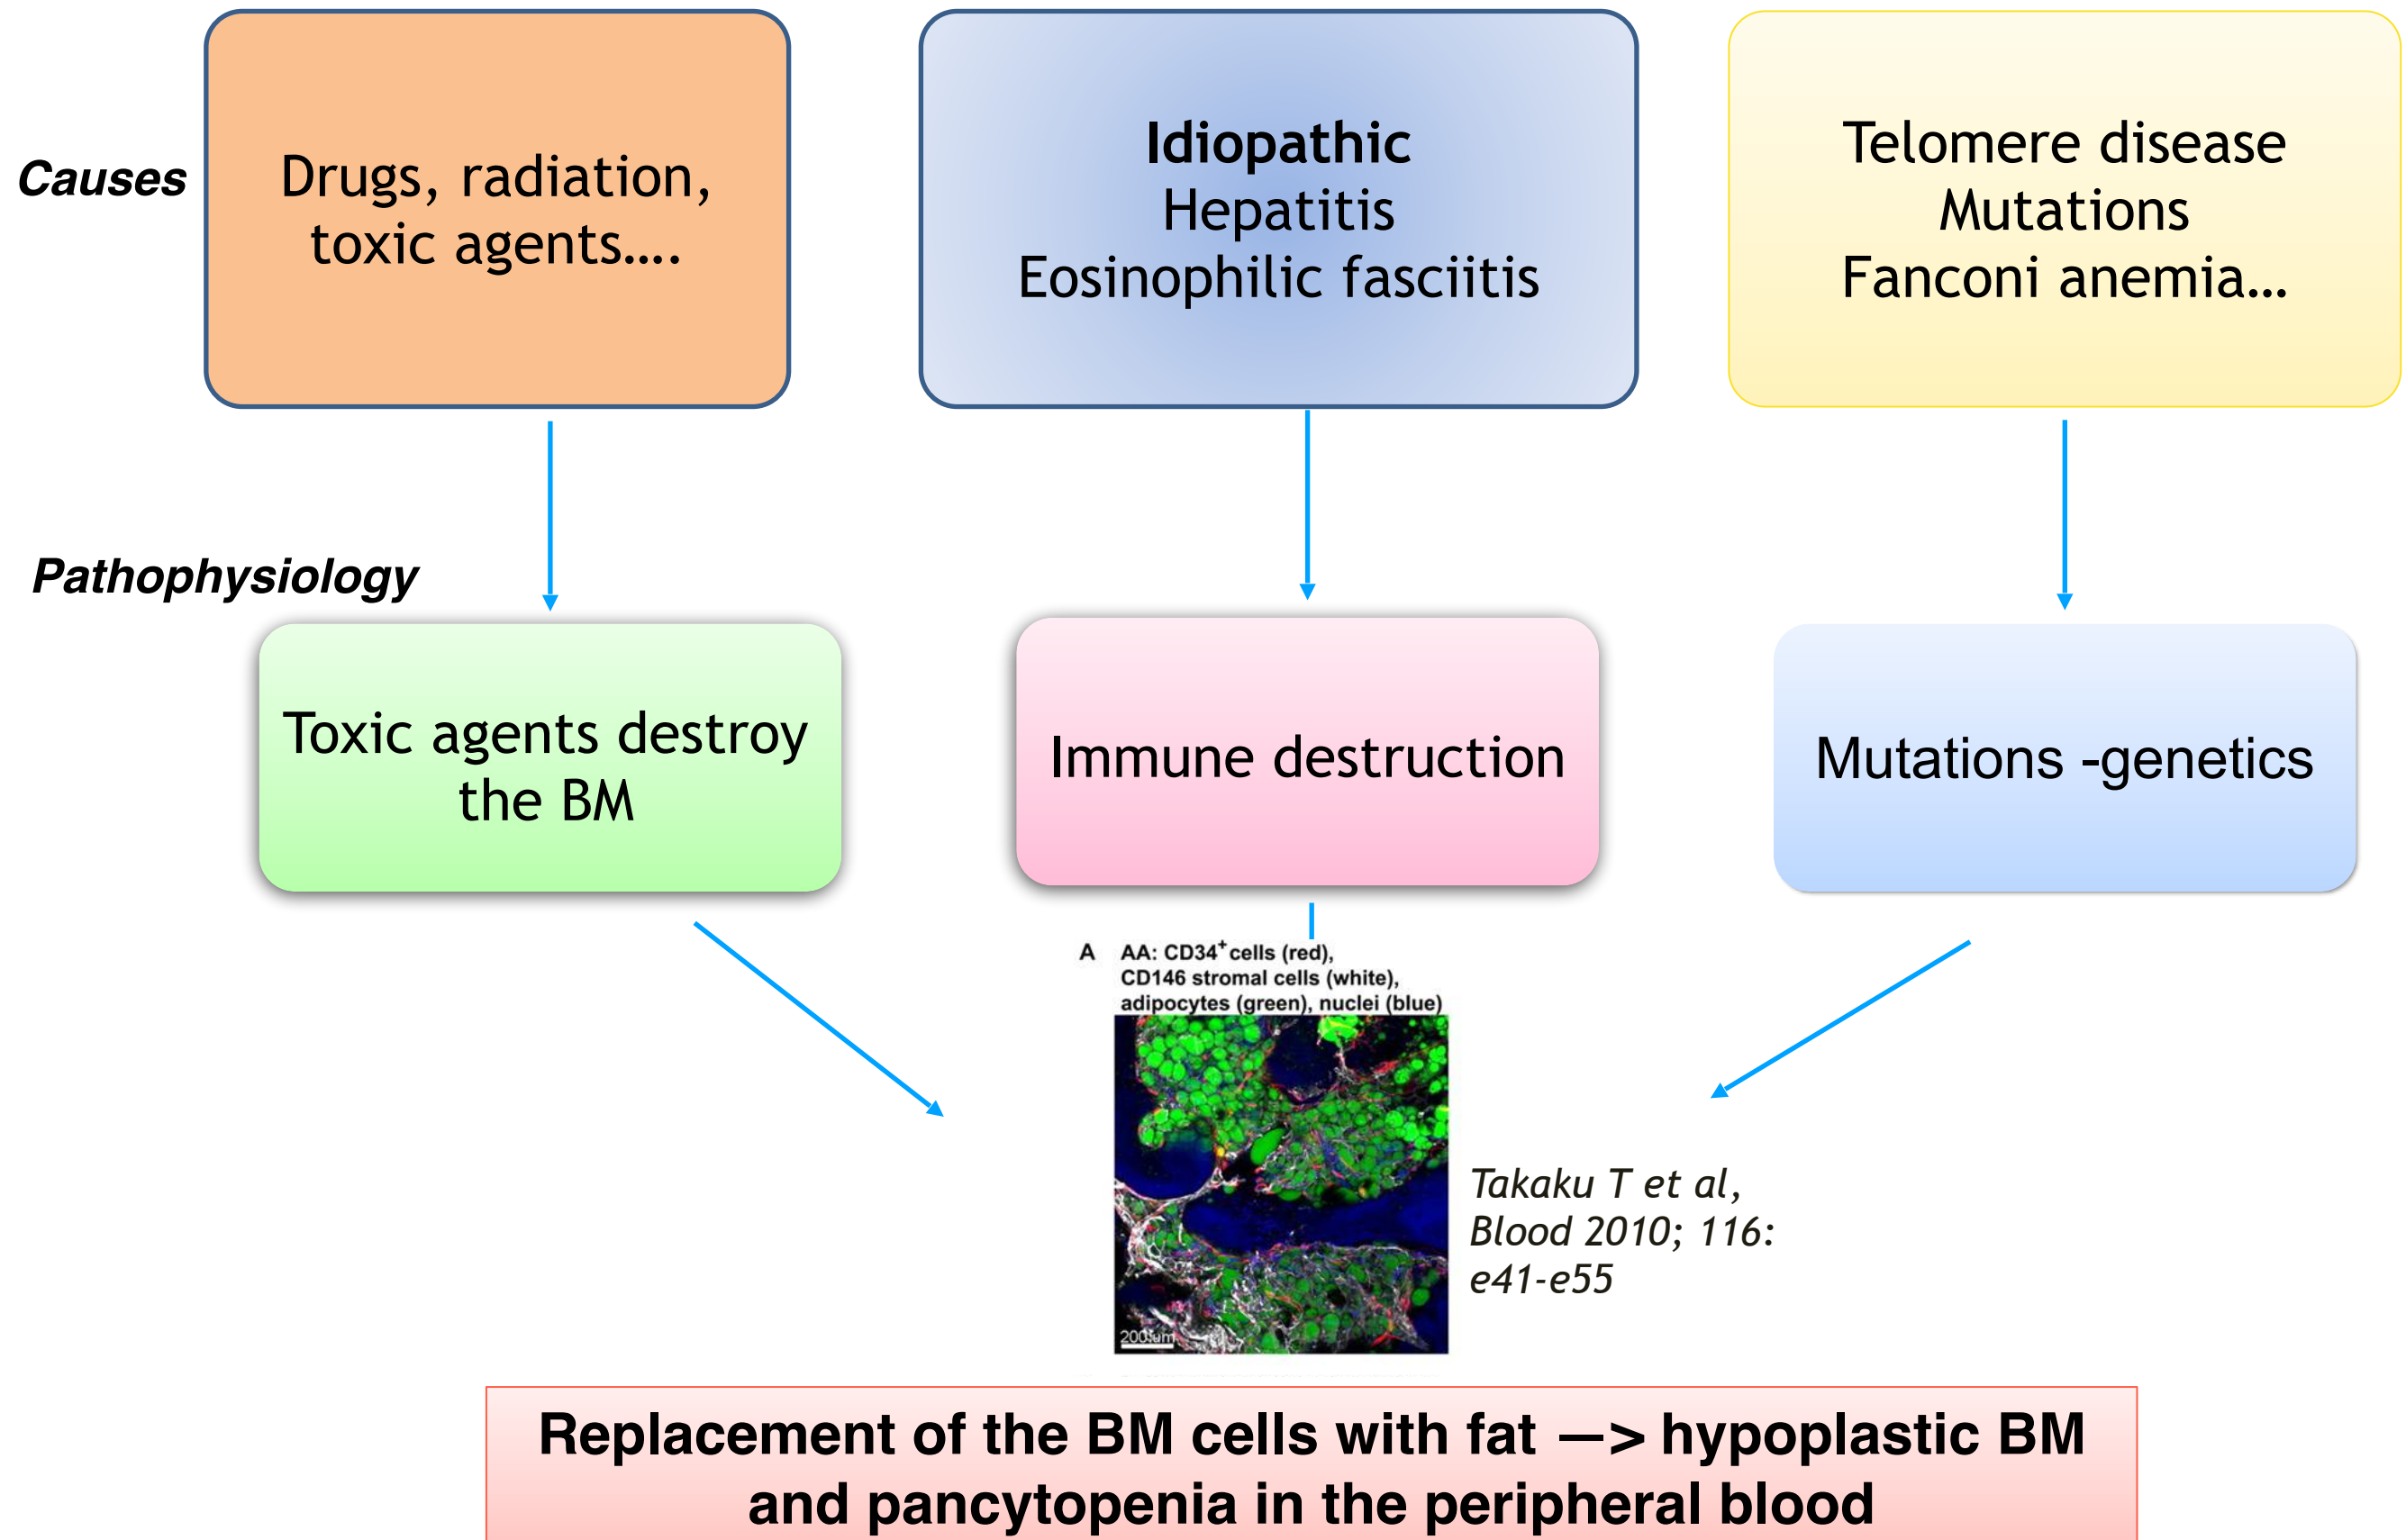 Causes
Drugs, radiation,
toxic agents....
Idiopathic
Hepatitis
Eosinophilic fasciitis
Telomere disease
Mutations
Fanconi anemia...
Pathophysiology
Toxic agents destroy
the BM
Immune destruction
Mutations -genetics
A AA: CD34+ cells (red),
CD146 stromal cells (white),
adipocytes (green), nuclei (blue)
200um
Takaku T et al,
Blood 2010; 116:
e41-e55
Replacement of the BM cells with fat —> hypoplastic BM
and pancytopenia in the peripheral blood